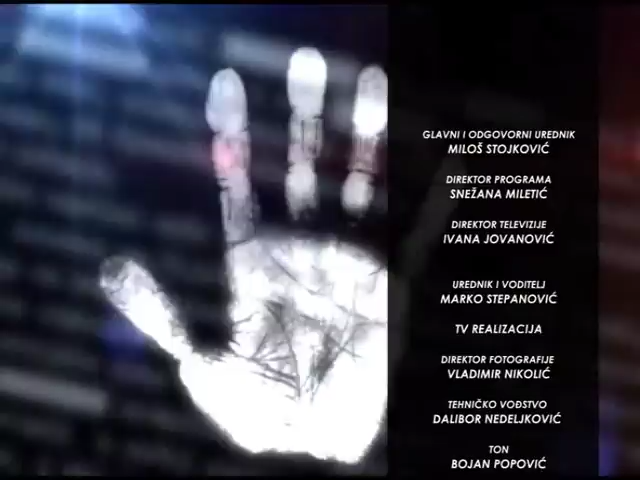 GLAVNI I ODGOVORNI UREDNIK
MILOŠ STOJKOVIĆ
DIREKTOR PROGRAMA
SNEŽANA MILETIĆ
DIREKTOR TELEVIZIJE
IVANA JOVANOVIĆ
UREDNIK I VODITELJ
MARKO STEPANOVIĆ
TV REALIZACIJA
DIREKTOR FOTOGRAFIJE
VLADIMIR NIKOLIĆ
TEHNIČKO VOĐSTVO
DALIBOR NEDELJKOVIĆ
TON
BOJAN POPOVIĆ